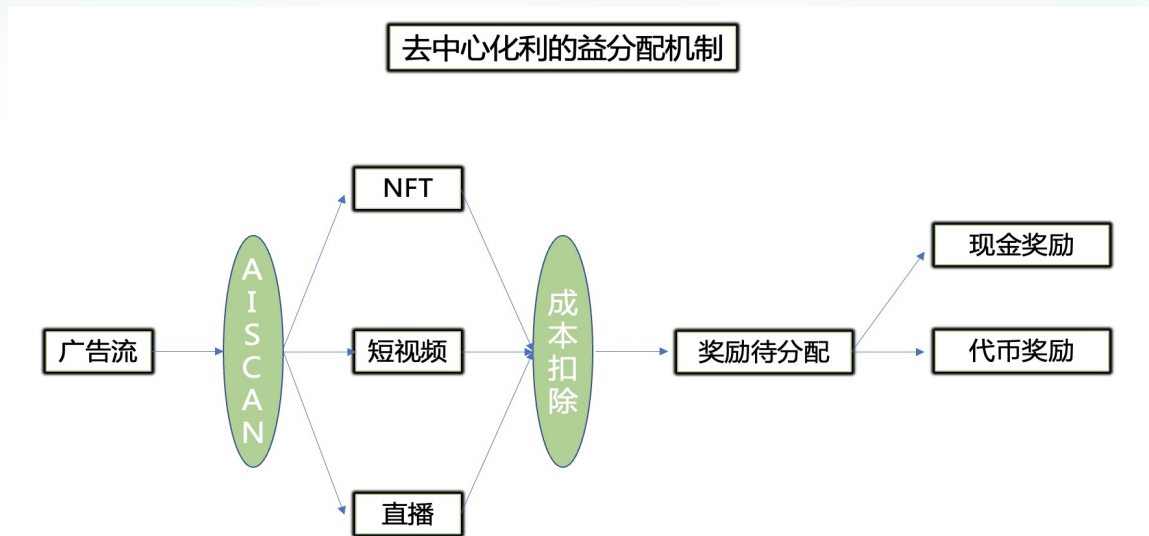 去中心化利的益分配机制
NFT
现金奖励
AISCAN
成本扣除
广告流
短视频
奖励待分配
代币奖励
直播